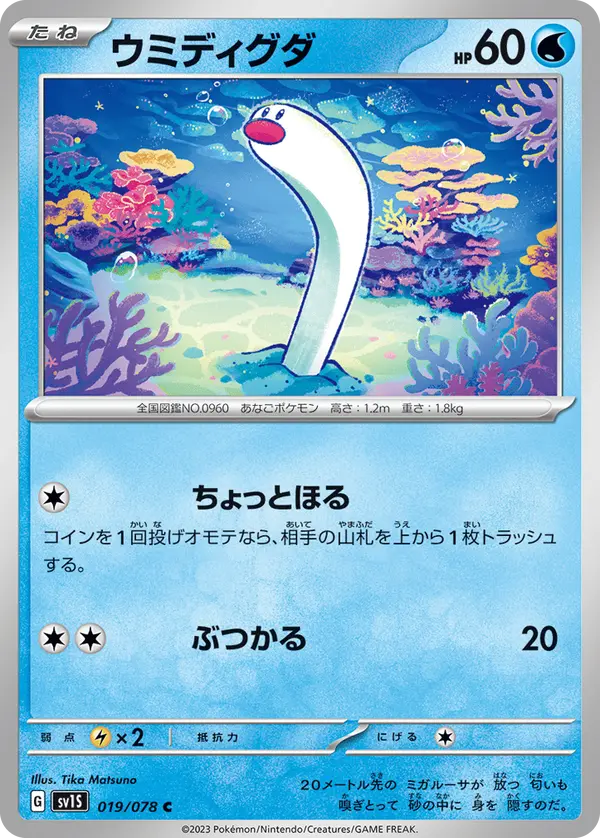 たね ウミディグダ HP60
全国図鑑NO.0960 あなごポケモン 高さ:1.2m 重さ:1.8kg
ちょっとほる
コインを1回投げオモテなら、相手の山札を上から1枚トラッシュ
する。
ぶつかる 20
弱点 ×2 抵抗力 にげる
Illus. Tika Matsuno
G sv1S 019/078 C
20メートル先の ミガルーサが 放つ 匂いも
嗅ぎとって 砂の中に 身を 隠すのだ。
©2023 Pokémon/Nintendo/Creatures/GAME FREAK.